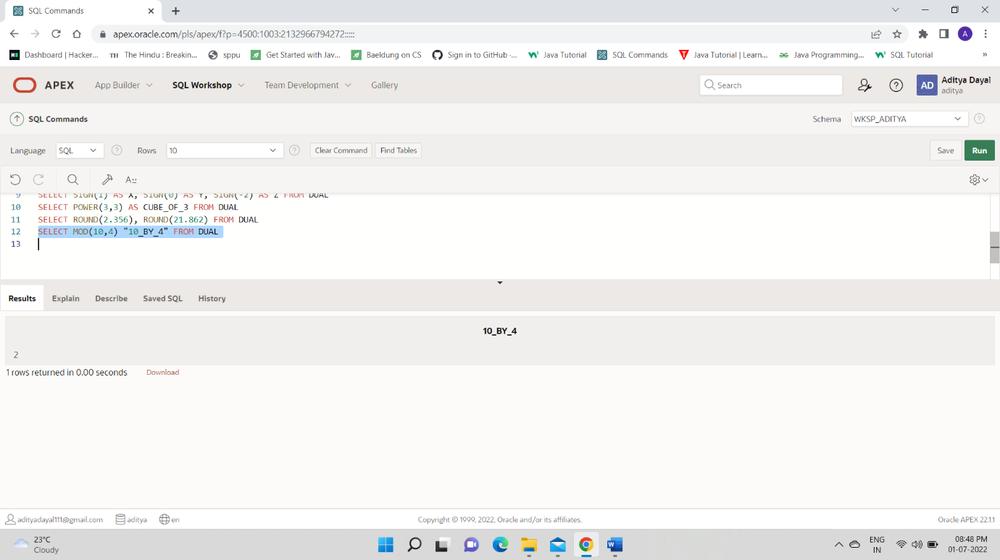 SQL Commands
apex.oracle.com/pls/apex/f?p=4500:1003:2132966794272:::::
A
Dashboard | Hacker... TH The Hindu : Breakin... sppu Get Started with Jav... Baeldung on CS Sign in to GitHub ·... Java Tutorial SQL Commands Java Tutorial | Learn... Java Programming... SQL Tutorial »
APEX App Builder SQL Workshop Team Development Gallery Search AD Aditya Dayal
aditya
SQL Commands Schema WKSP_ADITYA
Language SQL Rows 10 Clear Command Find Tables Save Run
A::
9 SELECT SIGN(1) AS X, SIGN(0) AS Y, SIGN(-2) AS Z FROM DUAL
10 SELECT POWER(3,3) AS CUBE_OF_3 FROM DUAL
11 SELECT ROUND(2.356), ROUND(21.862) FROM DUAL
12 SELECT MOD(10,4) "10_BY_4" FROM DUAL
13
Results Explain Describe Saved SQL History
10_BY_4
2
1 rows returned in 0.00 seconds Download
adityadayal111@gmail.com aditya en Copyright © 1999, 2022, Oracle and/or its affiliates. Oracle APEX 22.1.1
23°C
Cloudy
W
ENG
IN
08:48 PM
01-07-2022